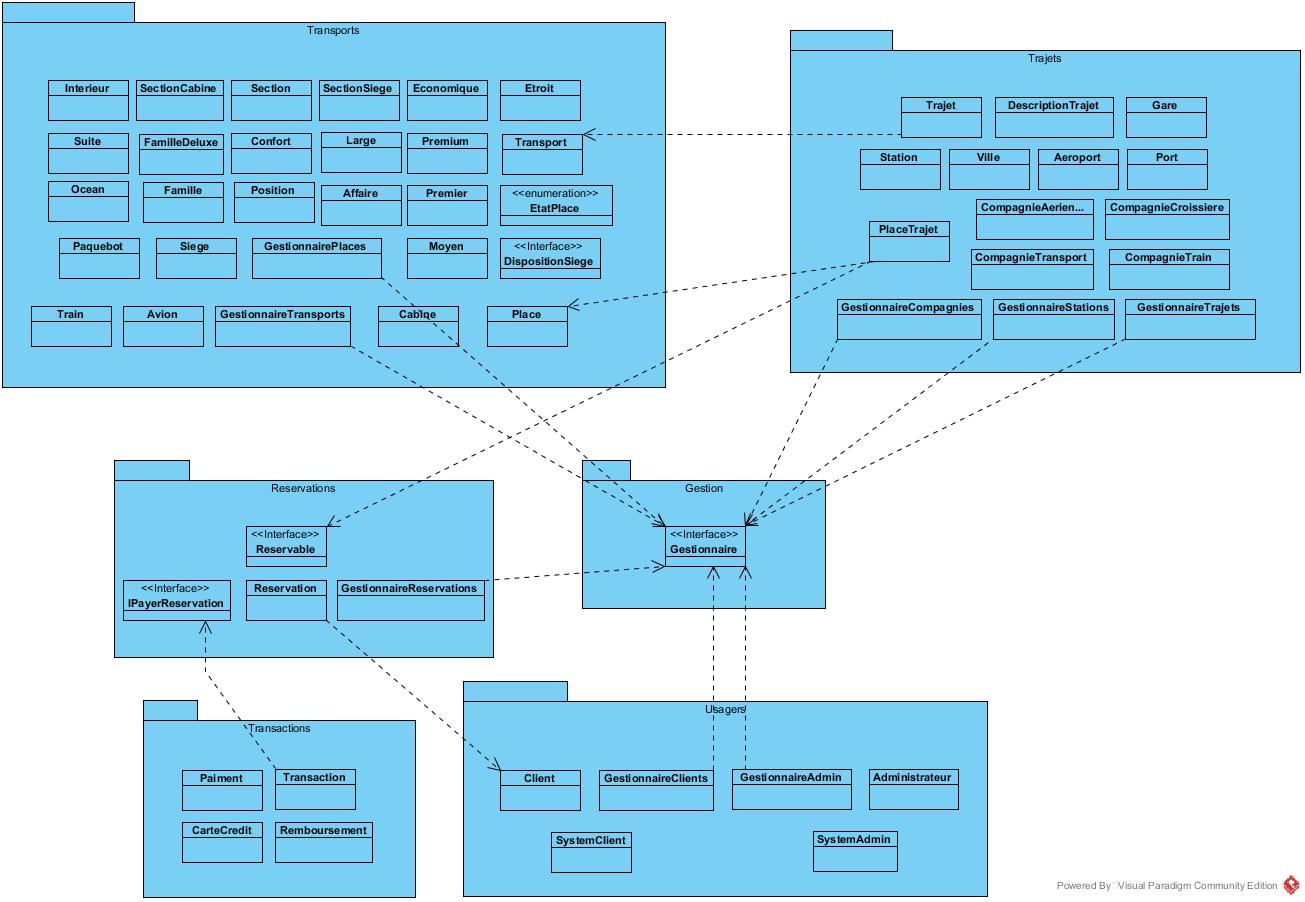 Transports
Interieur
SectionCabine
Section
SectionSiege
Economique
Etroit
Suite
FamilleDeluxe
Confort
Large
Premium
Transport
Ocean
Famille
Position
Affaire
Premier
<<enumeration>>
EtatPlace
Paquebot
Siege
GestionnairePlaces
Moyen
<<Interface>>
DispositionSiege
Train
Avion
GestionnaireTransports
Cabine
Place
Trajets
Trajet
DescriptionTrajet
Gare
Station
Ville
Aeroport
Port
CompagnieAerien...
CompagnieCroissiere
PlaceTrajet
CompagnieTransport
CompagnieTrain
GestionnaireCompagnies
GestionnaireStations
GestionnaireTrajets
Reservations
<<Interface>>
Reservable
<<Interface>>
IPayerReservation
Reservation
GestionnaireReservations
Gestion
<<Interface>>
Gestionnaire
Transactions
Paiment
Transaction
CarteCredit
Remboursement
Usagers
Client
GestionnaireClients
GestionnaireAdmin
Administrateur
SystemClient
SystemAdmin
Powered By Visual Paradigm Community Edition